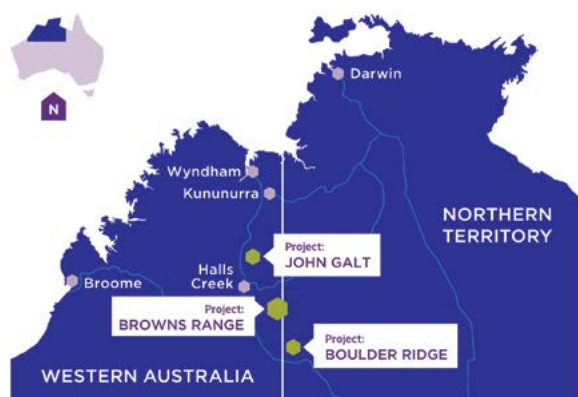 N
Darwin
Wyndham
Kununurra
NORTHERN
TERRITORY
Project:
JOHN GALT
Halls
Creek
Broome
Project:
BROWNS RANGE
Project:
BOULDER RIDGE
WESTERN AUSTRALIA